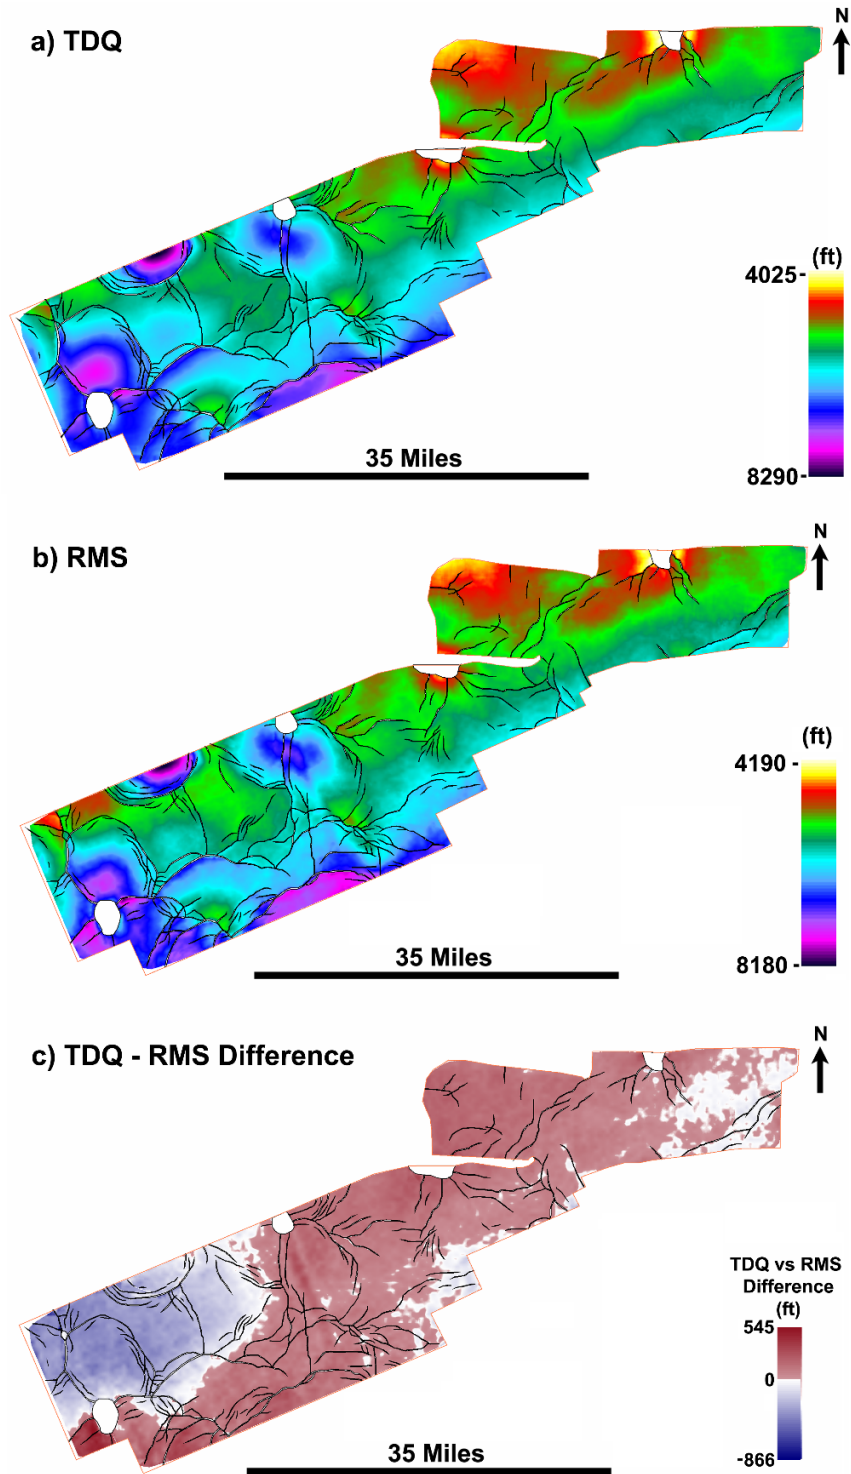 a) TDQ
N
(ft)
4025-
8290-
35 Miles
b) RMS
N
(ft)
4190 -
8180 -
35 Miles
c) TDQ - RMS Difference
N
TDQ vs RMS
Difference
(ft)
545
0
-866
35 Miles